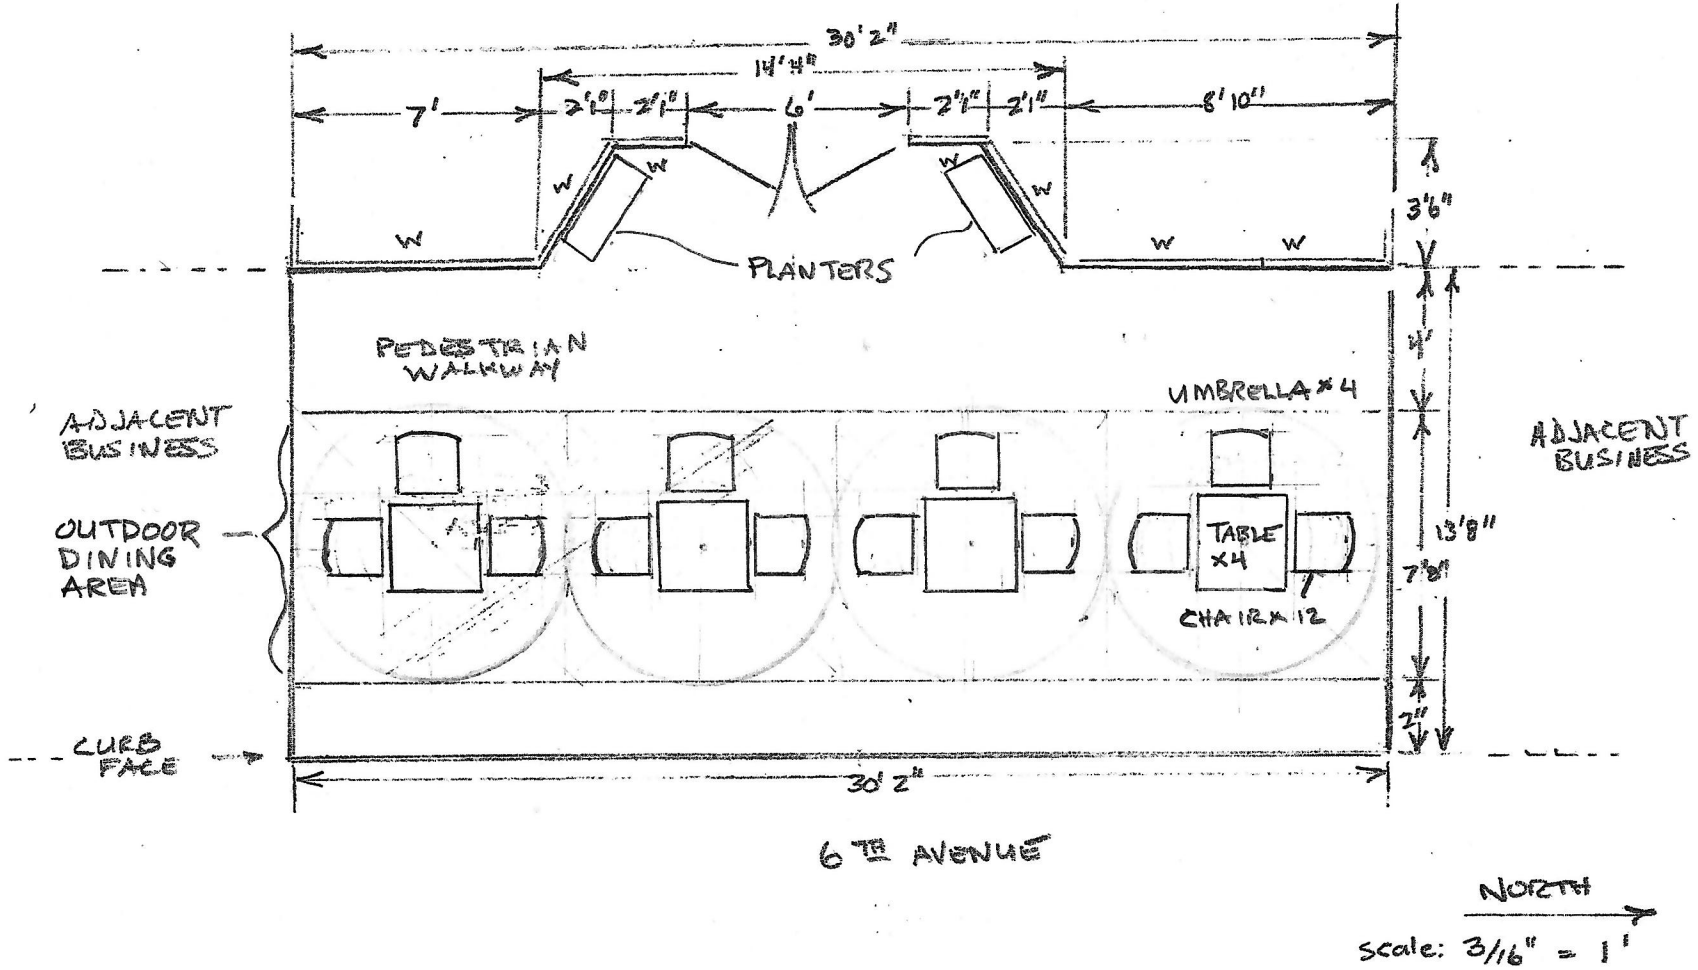 30' 2"
14' 4"
7' 2'1" 2'1" 6' 2'1" 2'1" 8' 10"
W W W W
3'6"
W W W
PLANTERS
PEDESTRIAN
WALKWAY
4'
UMBRELLA x 4
ADJACENT
BUSINESS
ADJACENT
BUSINESS
OUTDOOR
DINING
AREA
TABLE
x4
13'8"
7'8"
CHAIR x 12
2"
CURB
FACE
30' 2"
6 TH AVENUE
NORTH
scale: 3/16" = 1'